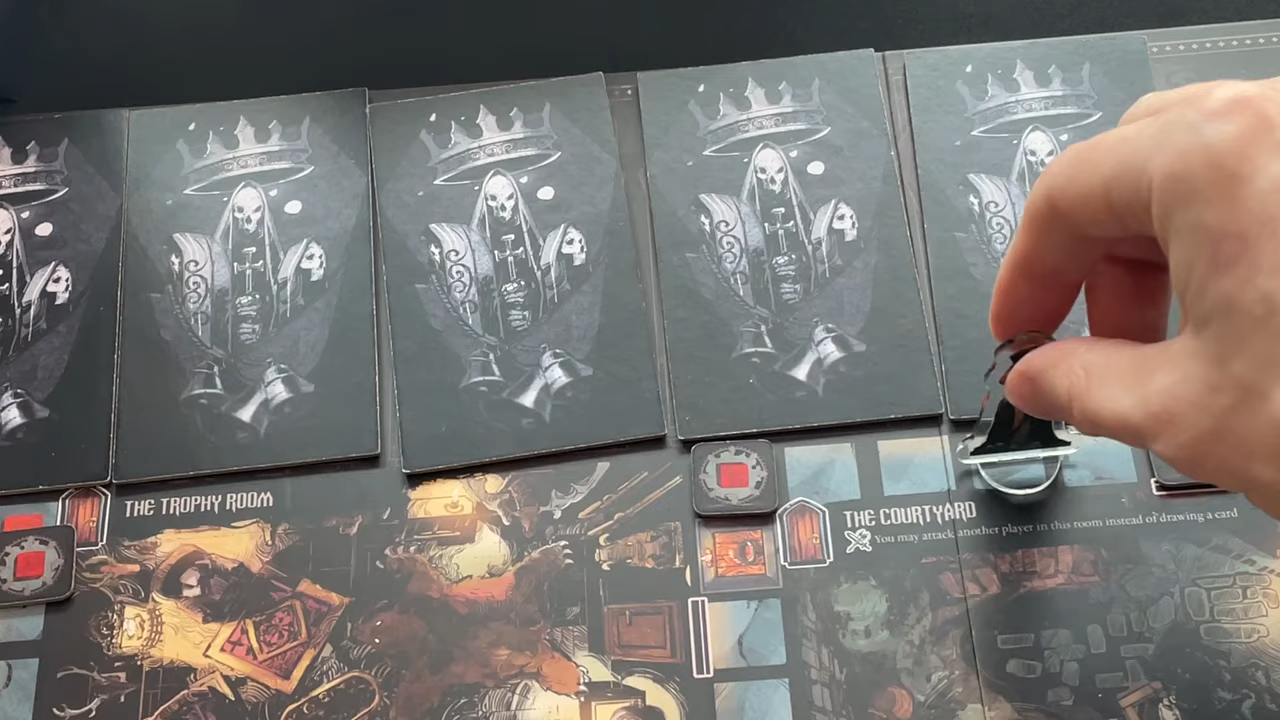 THE TROPHY ROOM
THE COURTYARD
You may attack another player in this room instead of drawing a card